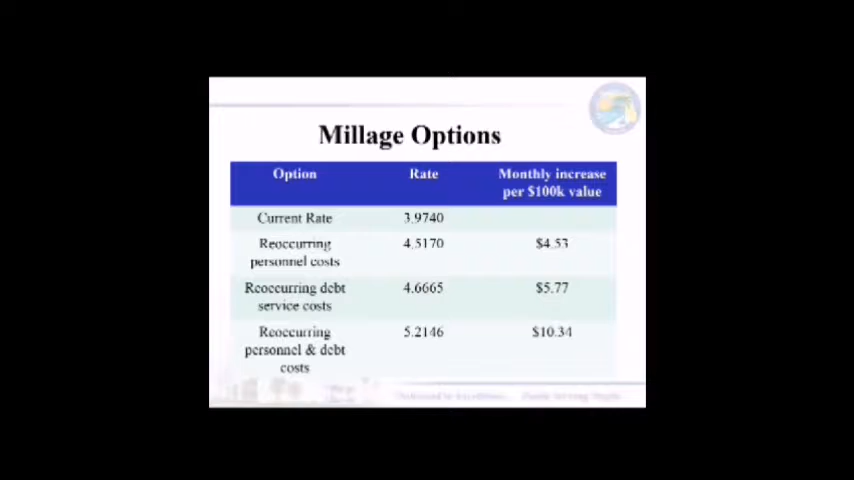 Millage Options
Option Rate Monthly increase
per $100k value
Current Rate 3.9740
Reoccurring 4.5170 $4.53
personnel costs
Reoccurring debt 4.6665 $5.77
service costs
Reoccurring 5.2146 $10.34
personnel & debt
costs